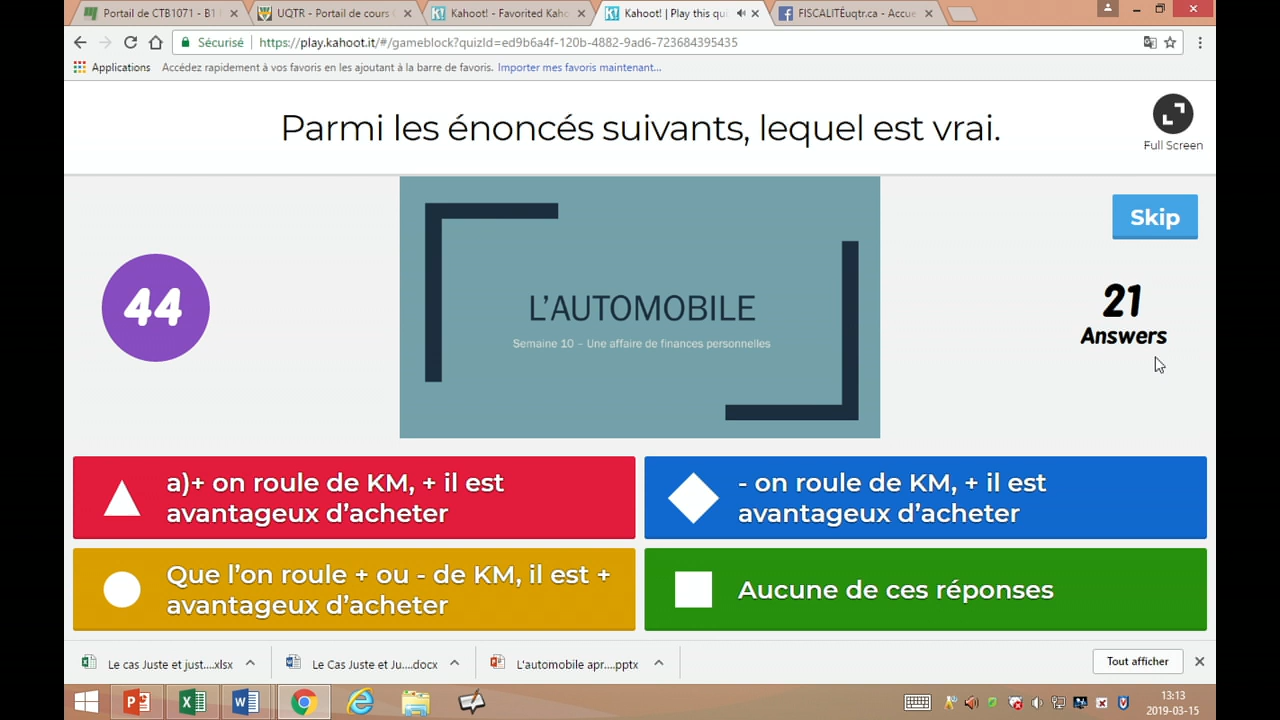 Portail de CTB1071 - B1
UQTR - Portail de cours
Kahoot! - Favorited Kaho
Kahoot! | Play this qu
FISCALITÊuqtr.ca - Accue
Sécurisé
https://play.kahoot.it/#/gameblock?quizId=ed9b6a4f-120b-4882-9ad6-723684395435
Applications
Accédez rapidement à vos favoris en les ajoutant à la barre de favoris. Importer mes favoris maintenant...
Parmi les énoncés suivants, lequel est vrai.
Full Screen
Skip
44
L'AUTOMOBILE
Semaine 10 – Une affaire de finances personnelles
21
Answers
a)+ on roule de KM, + il est
avantageux d'acheter
- on roule de KM, + il est
avantageux d'acheter
Que l'on roule + ou - de KM, il est +
avantageux d'acheter
Aucune de ces réponses
Le cas Juste et just....xlsx
Le Cas Juste et Ju....docx
L'automobile apr....pptx
Tout afficher
13:13
2019-03-15